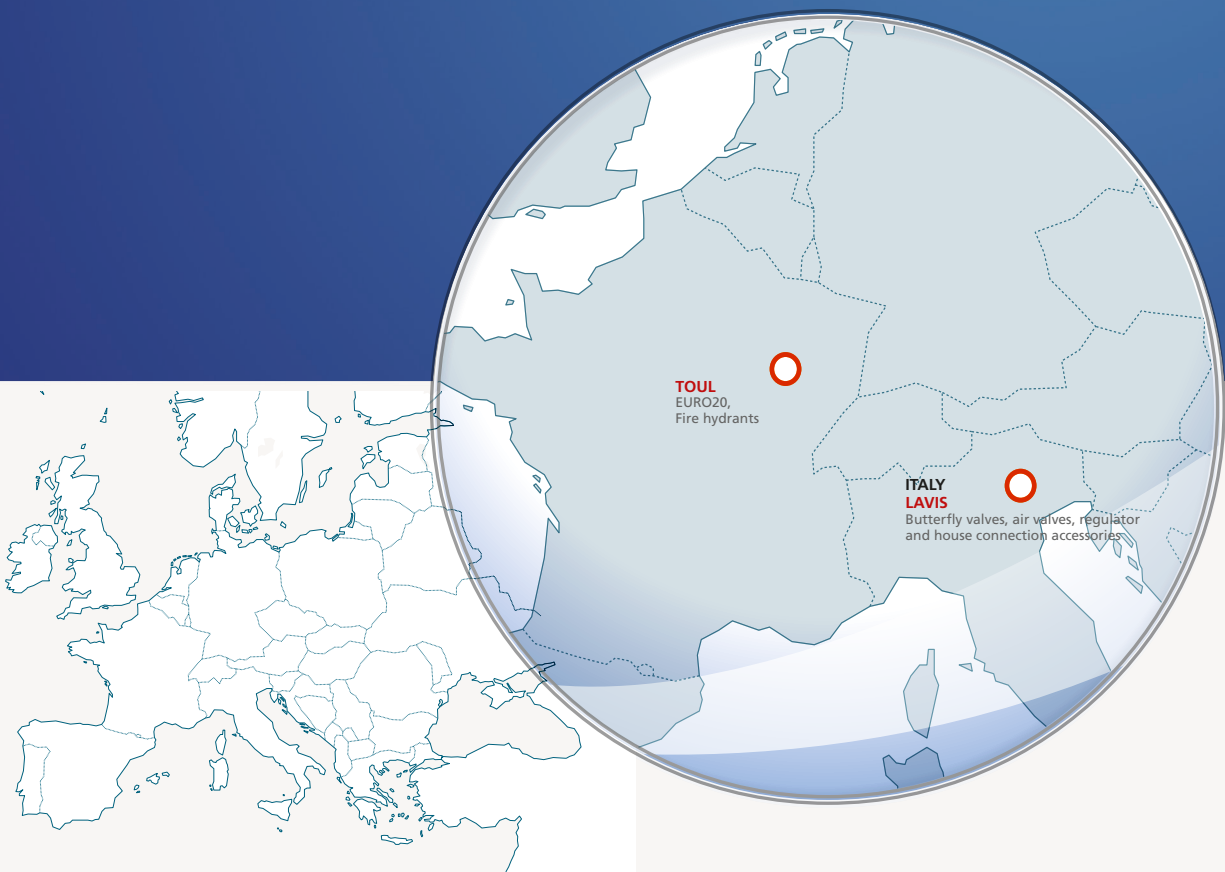 TOUL
EURO20,
Fire hydrants
ITALY
LAVIS
Butterfly valves, air valves, regulator
and house connection accessories